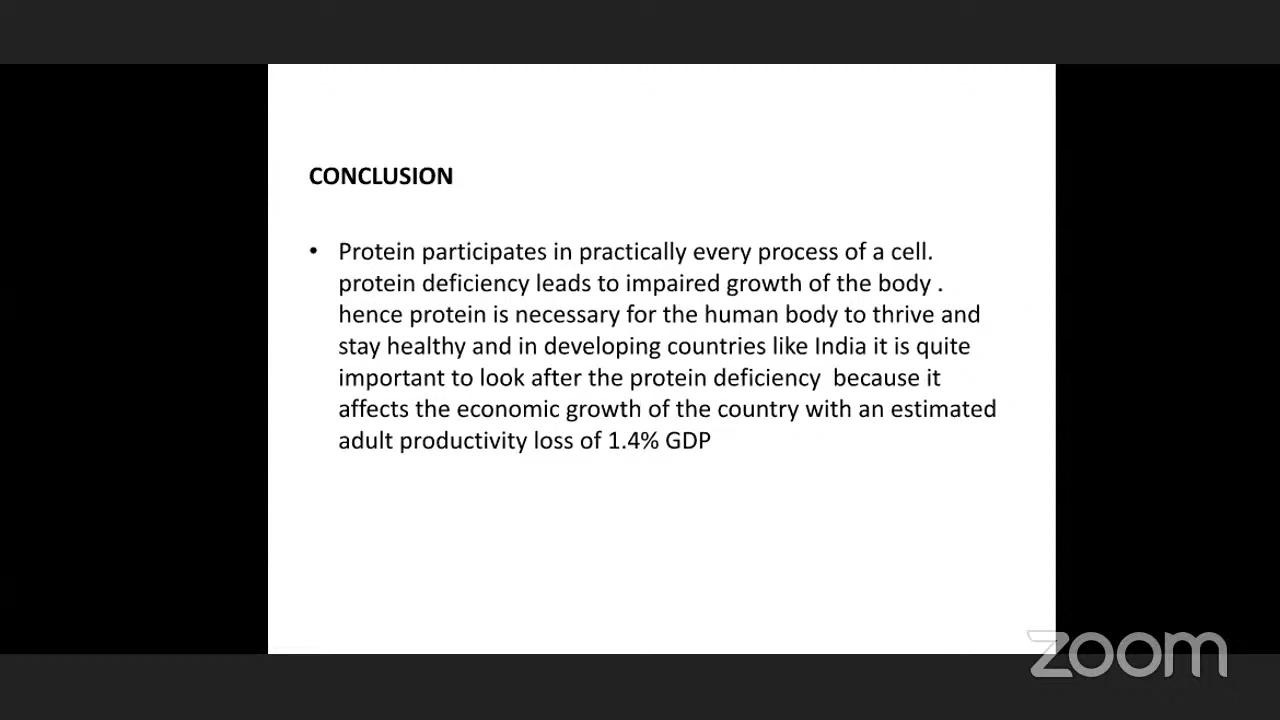 CONCLUSION
• Protein participates in practically every process of a cell.
protein deficiency leads to impaired growth of the body .
hence protein is necessary for the human body to thrive and
stay healthy and in developing countries like India it is quite
important to look after the protein deficiency  because it
affects the economic growth of the country with an estimated
adult productivity loss of 1.4% GDP
zoom